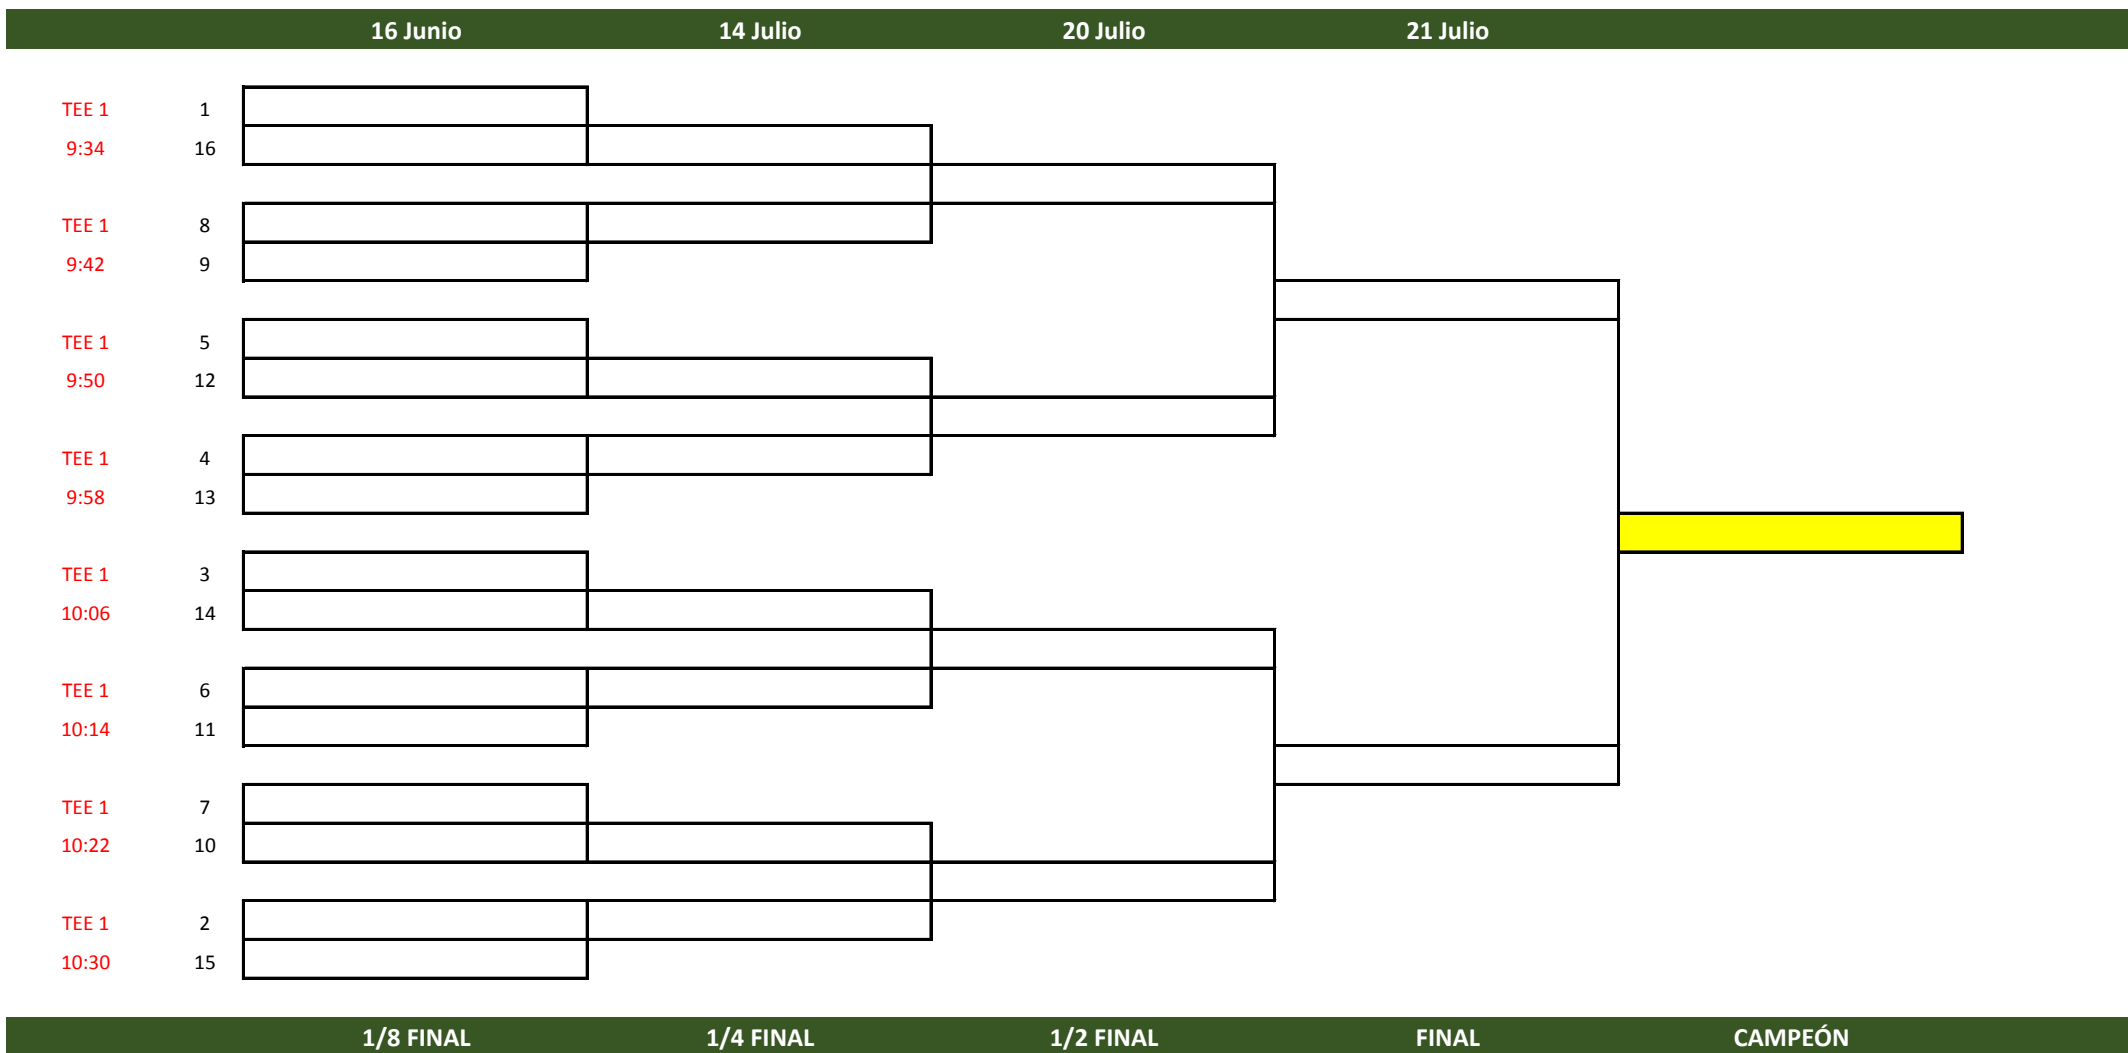 16 Junio 14 Julio 20 Julio 21 Julio
TEE 1 1
9:34 16
TEE 1 8
9:42 9
TEE 1 5
9:50 12
TEE 1 4
9:58 13
TEE 1 3
10:06 14
TEE 1 6
10:14 11
TEE 1 7
10:22 10
TEE 1 2
10:30 15
1/8 FINAL 1/4 FINAL 1/2 FINAL FINAL CAMPEÓN